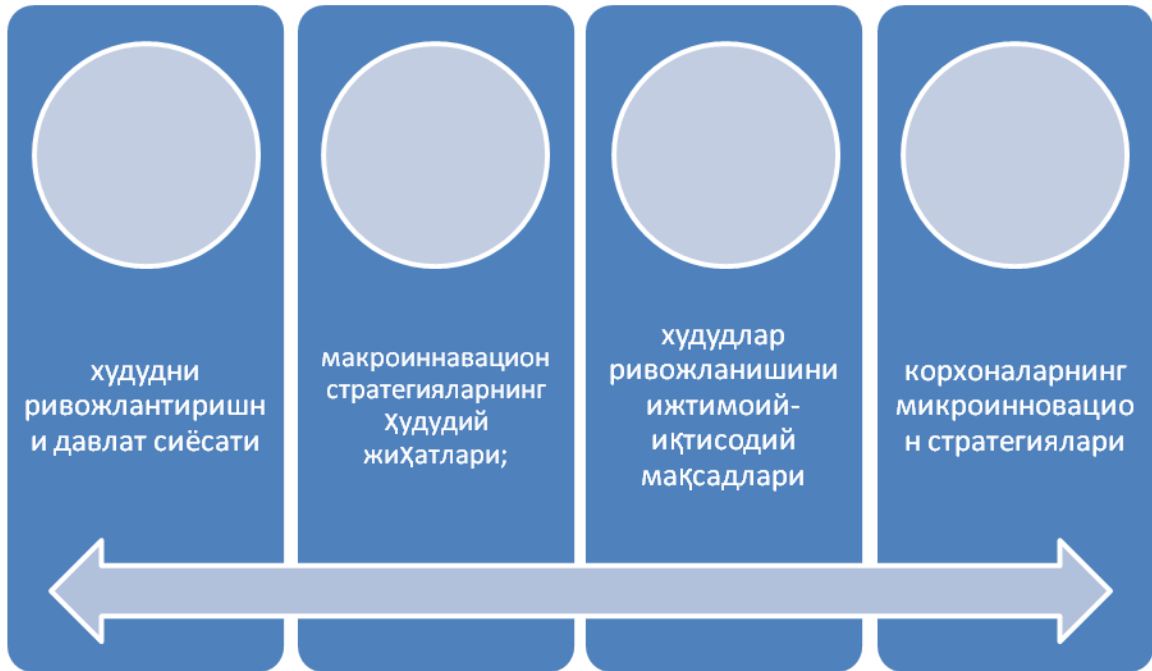 худудни
ривожлантиришн
и давлат сиёсати
макроиннавацион
стратегияларнинг
Ҳудудий
жиҲатлари;
худудлар
ривожланишини
ижтимоий-
иқтисодий
мақсадлари
корхоналарнинг
микроинновацио
н стратегиялари